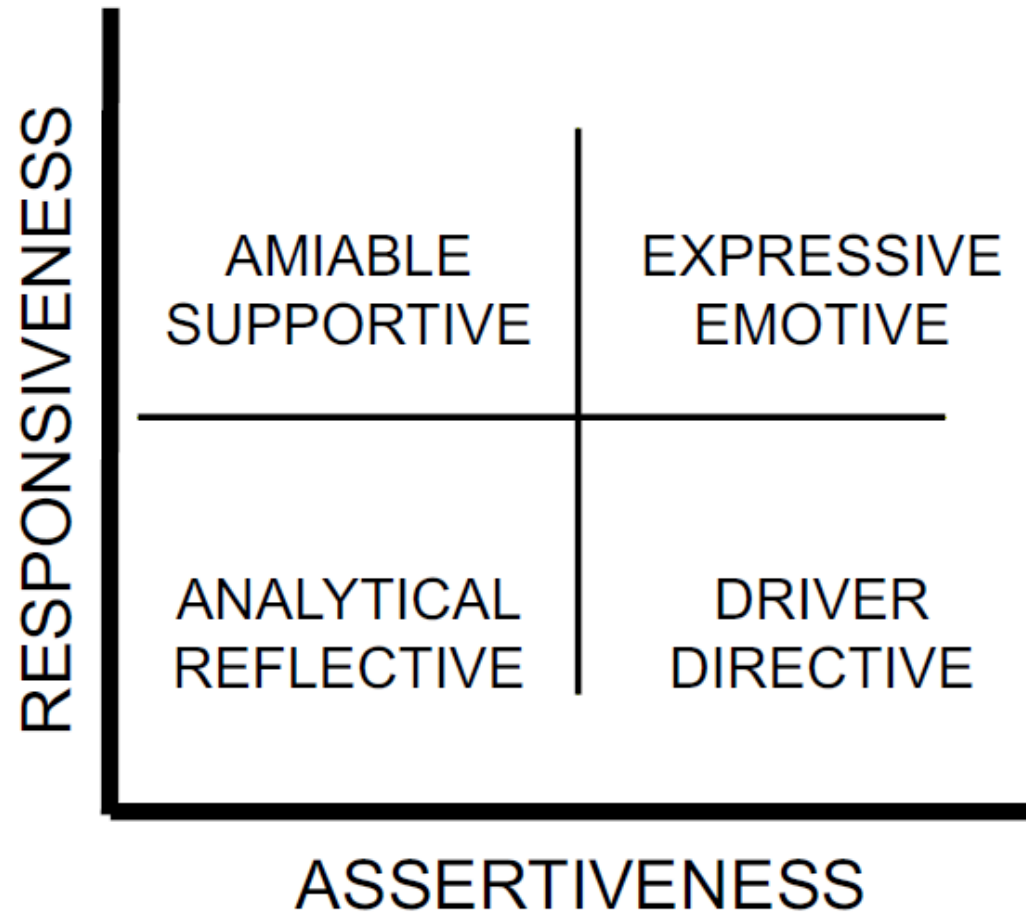 RESPONSIVENESS
AMIABLE
SUPPORTIVE
EXPRESSIVE
EMOTIVE
ANALYTICAL
REFLECTIVE
DRIVER
DIRECTIVE
ASSERTIVENESS